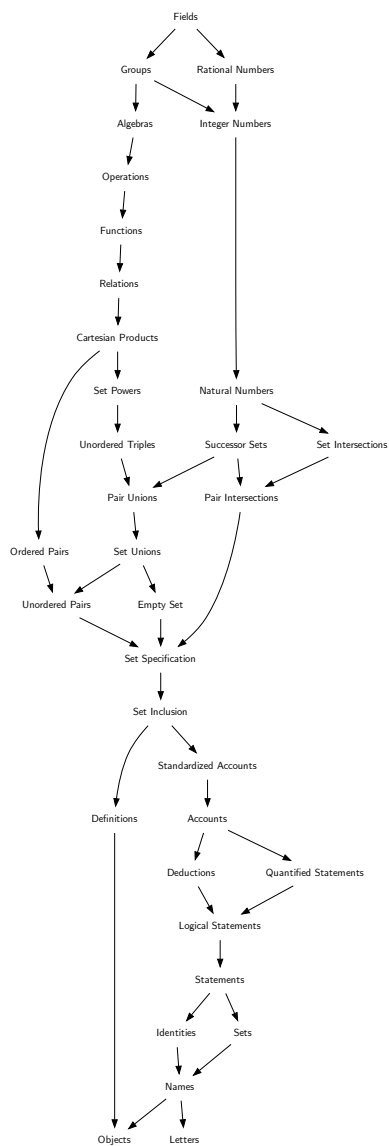 Fields
Groups
Rational Numbers
Algebras
Integer Numbers
Operations
Functions
Relations
Cartesian Products
Set Powers
Natural Numbers
Unordered Triples
Successor Sets
Set Intersections
Pair Unions
Pair Intersections
Ordered Pairs
Set Unions
Unordered Pairs
Empty Set
Set Specification
Set Inclusion
Standardized Accounts
Definitions
Accounts
Deductions
Quantified Statements
Logical Statements
Statements
Identities
Sets
Names
Objects
Letters